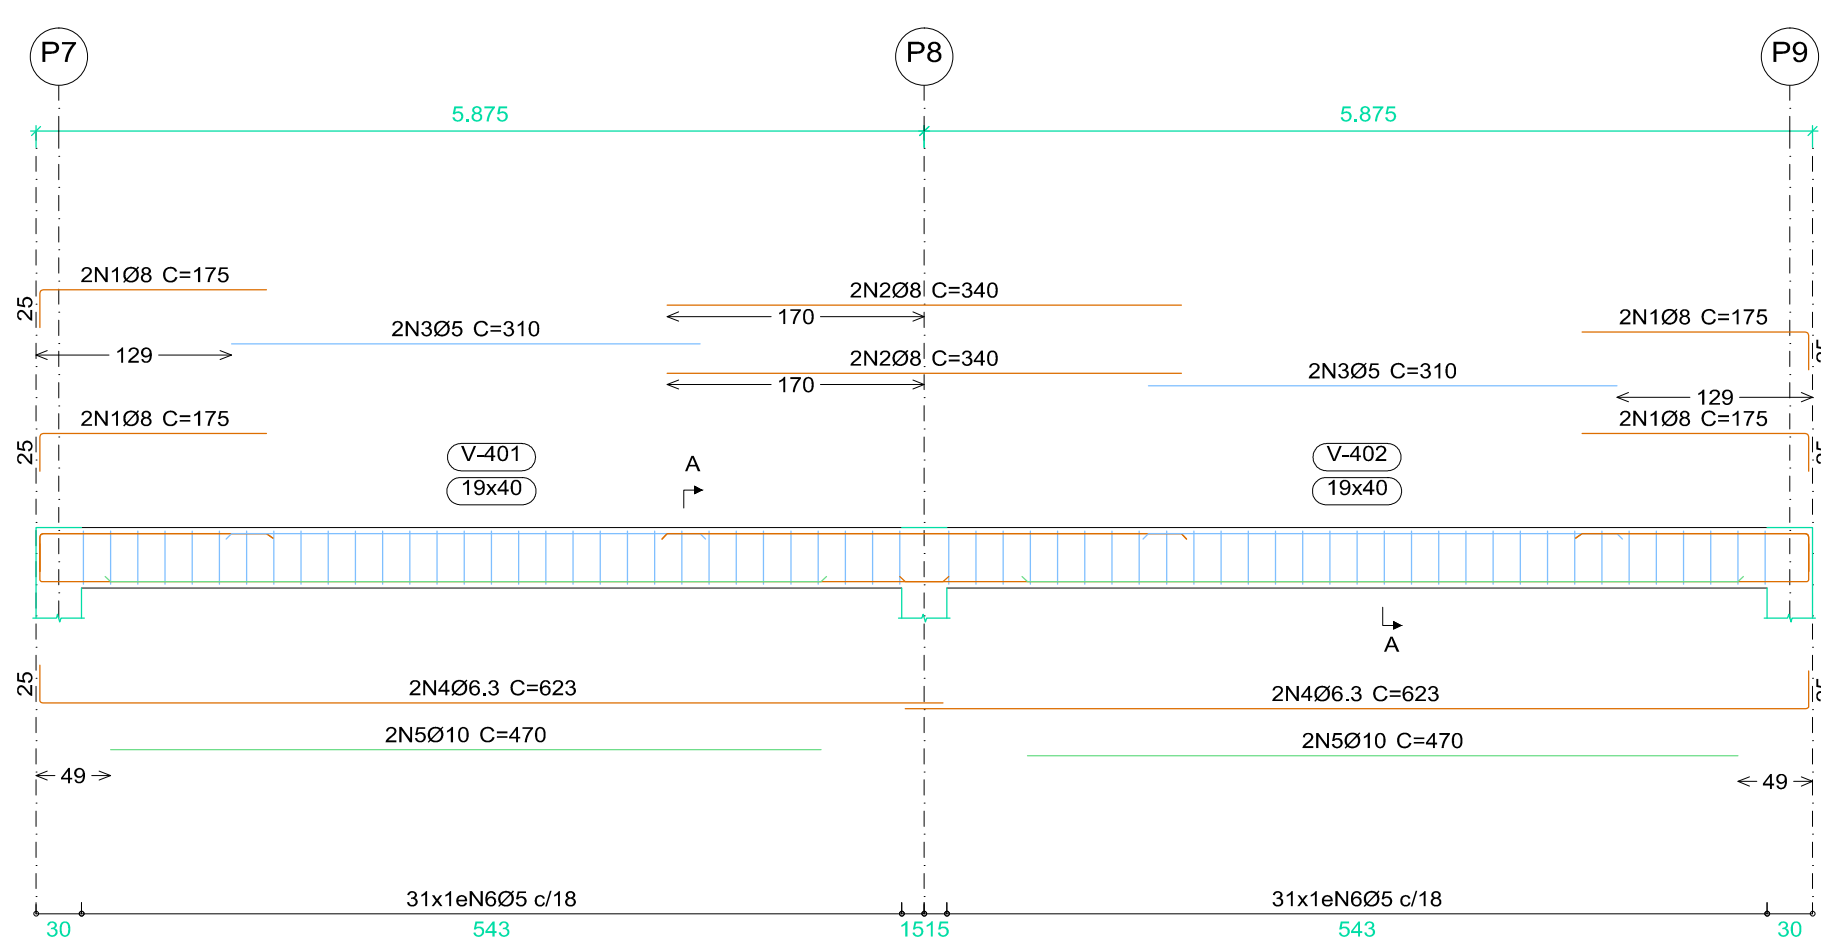 P7 P8 P9
5.875 5.875
2N1Ø8 C=175
25
2N2Ø8 C=340
170
2N3Ø5 C=310
129
2N1Ø8 C=175
2N2Ø8 C=340
170
2N3Ø5 C=310
129
2N1Ø8 C=175
25
2N1Ø8 C=175
V-401
19x40
A
V-402
19x40
A
25
2N4Ø6.3 C=623
2N4Ø6.3 C=623
2N5Ø10 C=470
2N5Ø10 C=470
49
49
31x1eN6Ø5 c/18 31x1eN6Ø5 c/18
30 543 1515 543 30